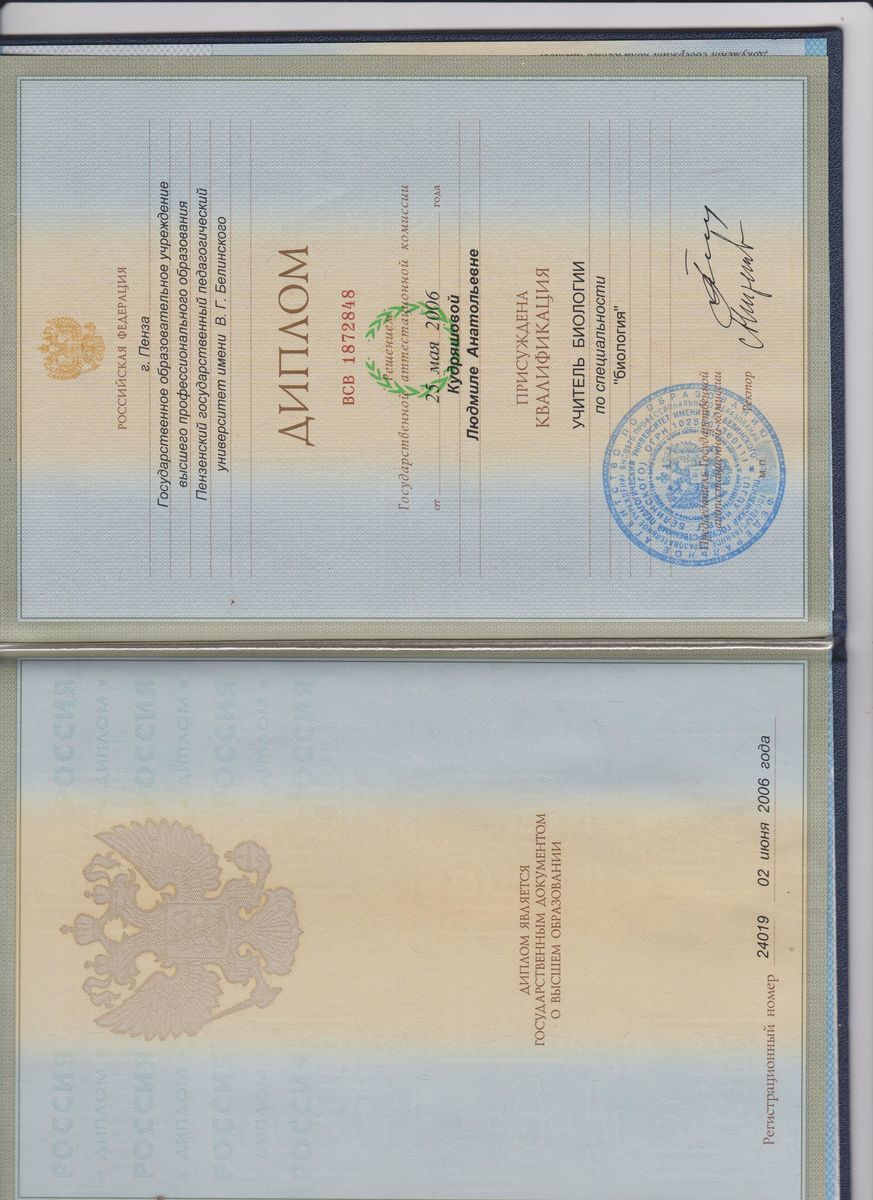 РОССИЙСКАЯ ФЕДЕРАЦИЯ
г. Пенза
Государственное образовательное учреждение
высшего профессионального образования
Пензенский государственный педагогический
университет имени В. Г. Белинского
ДИПЛОМ
ВСВ 1872848
Решением
Государственной аттестационной комиссии
от 25 мая 2006 года
Кудряшовой
Людмиле Анатольевне
ПРИСУЖДЕНА
КВАЛИФИКАЦИЯ
УЧИТЕЛЬ БИОЛОГИИ
по специальности
"биология"
Председатель Государственной
аттестационной комиссии
Ректор
М.П.
ДИПЛОМ ЯВЛЯЕТСЯ
ГОСУДАРСТВЕННЫМ ДОКУМЕНТОМ
О ВЫСШЕМ ОБРАЗОВАНИИ
Регистрационный номер 24019 02 июня 2006 года